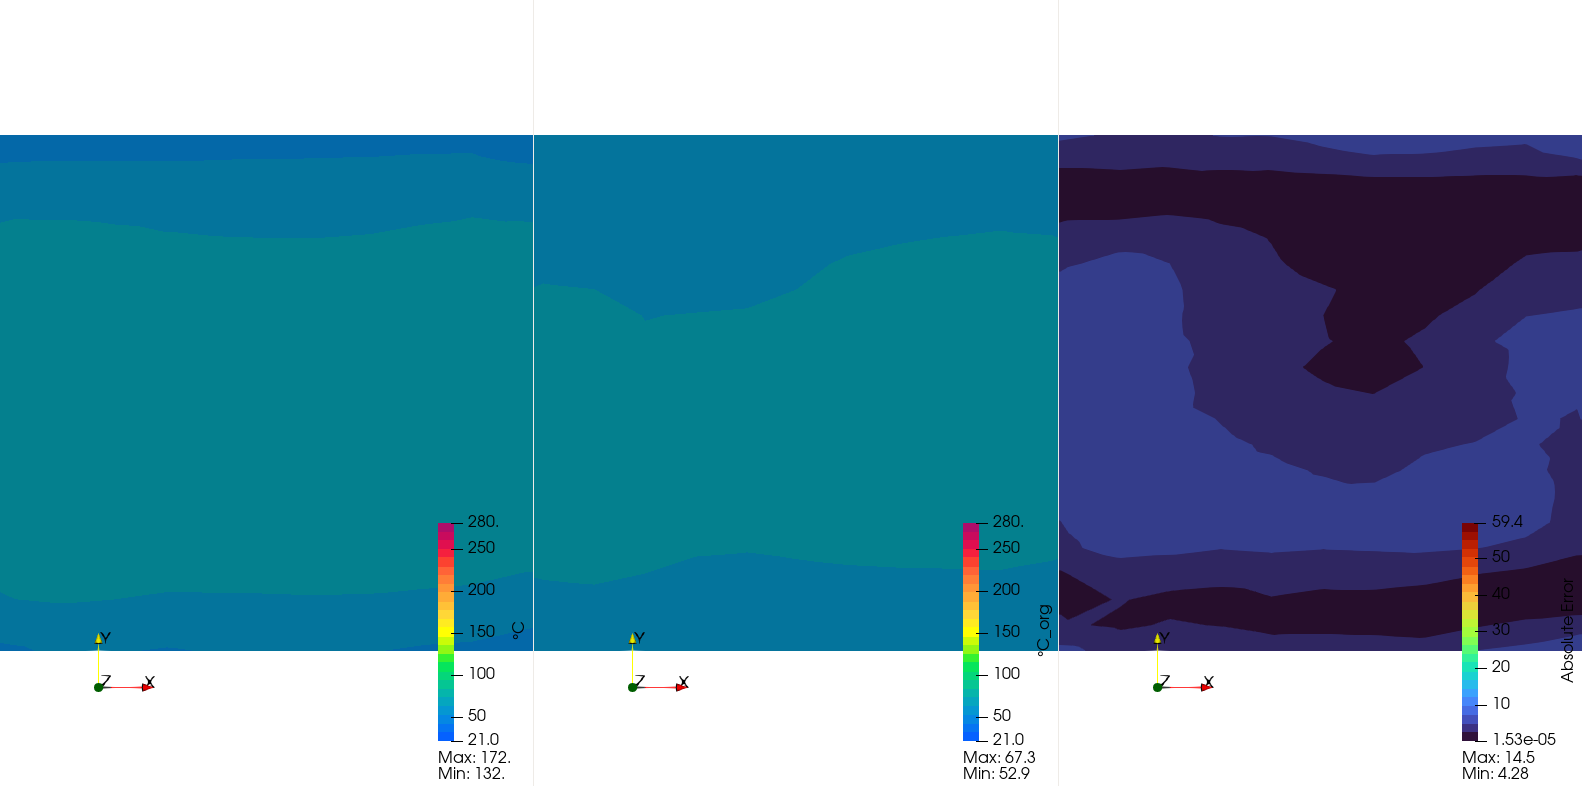 Y
Z X
280.
250
200
150
100
50
21.0
°C
Max: 172.
Min: 132.
Y
Z X
280.
250
200
150
100
50
21.0
°C_org
Max: 67.3
Min: 52.9
Y
Z X
59.4
50
40
30
20
10
1.53e-05
Absolute Error
Max: 14.5
Min: 4.28